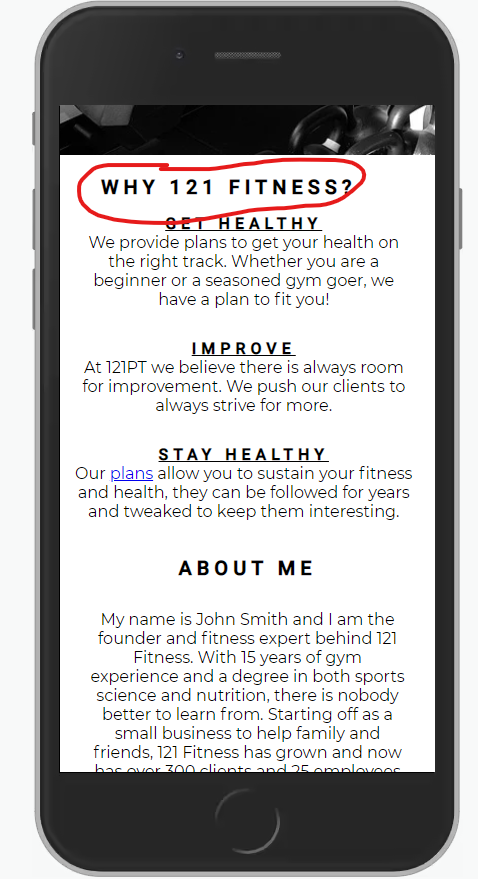 WHY 121 FITNESS?
GET HEALTHY
We provide plans to get your health on
the right track. Whether you are a
beginner or a seasoned gym goer, we
have a plan to fit you!
IMPROVE
At 121PT we believe there is always room
for improvement. We push our clients to
always strive for more.
STAY HEALTHY
Our plans allow you to sustain your fitness
and health, they can be followed for years
and tweaked to keep them interesting.
ABOUT ME
My name is John Smith and I am the
founder and fitness expert behind 121
Fitness. With 15 years of gym
experience and a degree in both sports
science and nutrition, there is nobody
better to learn from. Starting off as a
small business to help family and
friends, 121 Fitness has grown and now
has over 300 clients and 25 employees